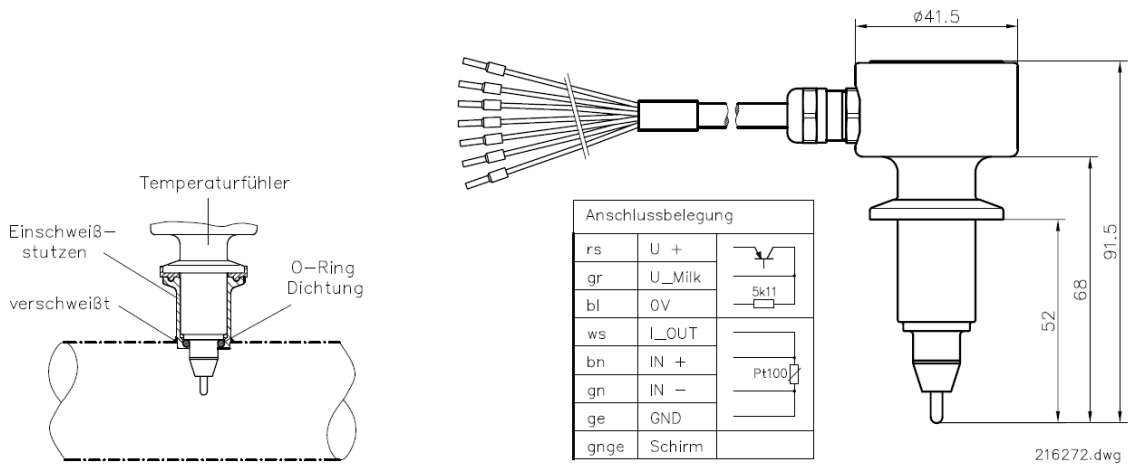 Ø41.5
Temperaturfühler
Einschweiß-
stutzen
O-Ring
Dichtung
verschweißt
Anschlussbelegung
rs U +
gr U_Milk
bl 0V
5k11
ws I_OUT
bn IN +
gn IN -
Pt100
ge GND
gnge Schirm
52
68
91.5
216272.dwg